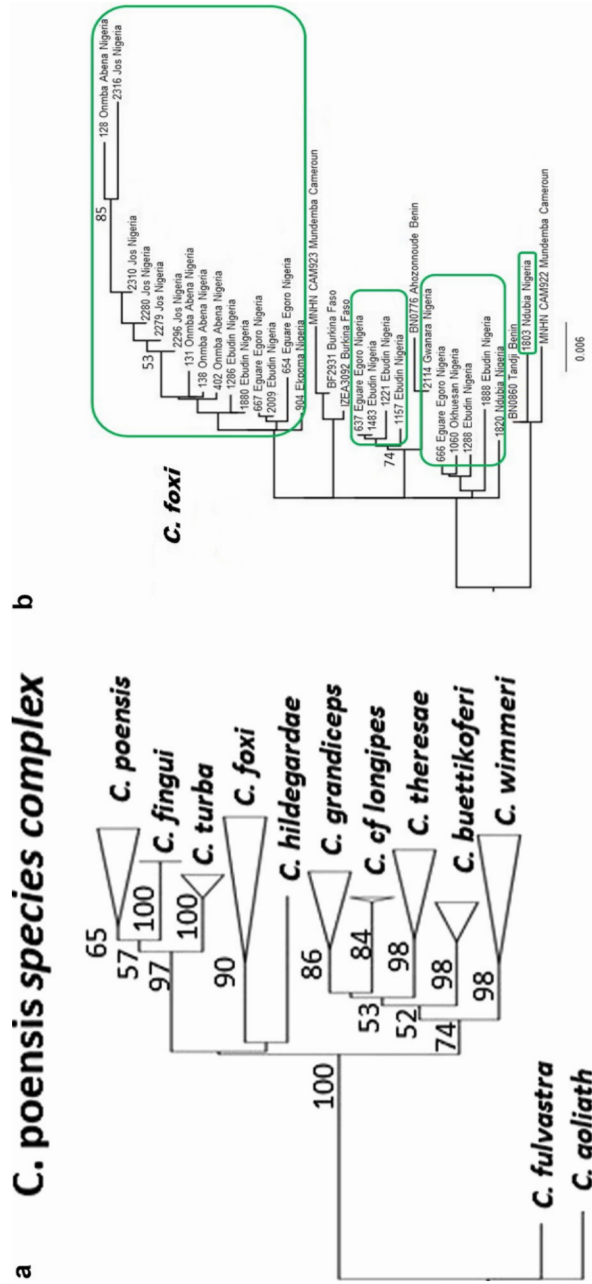 a
C. poensis species complex
65
C. poensis
57
100
C. fingui
97
100
C. turba
90
C. foxi
C. hildegardae
100
86
C. grandiceps
84
C. cf longipes
53
98
C. theresae
52
98
C. buettikoferi
74
98
C. wimmeri
C. fulvastra
C. goliath
b
C. foxi
128 Onmba Abena Nigeria
85
2316 Jos Nigeria
2310 Jos Nigeria
2280 Jos Nigeria
2279 Jos Nigeria
53
2296 Jos Nigeria
131 Onmba Abena Nigeria
138 Onmba Abena Nigeria
402 Onmba Abena Nigeria
1286 Ebudin Nigeria
1880 Ebudin Nigeria
667 Eguare Egoro Nigeria
2009 Ebudin Nigeria
654 Eguare Egoro Nigeria
904 Ekpoma Nigeria
MNHN CAM923 Mundemba Cameroun
BF2931 Burkina Faso
IZEA3092 Burkina Faso
637 Eguare Egoro Nigeria
1483 Ebudin Nigeria
1221 Ebudin Nigeria
74
1157 Ebudin Nigeria
BN0776 Ahozonnoude Benin
2114 Gwanara Nigeria
666 Eguare Egoro Nigeria
1060 Okhuesan Nigeria
1288 Ebudin Nigeria
1888 Ebudin Nigeria
1820 Ndubia Nigeria
BN0860 Tandji Benin
1803 Ndubia Nigeria
MNHN CAM922 Mundemba Cameroun
0.006